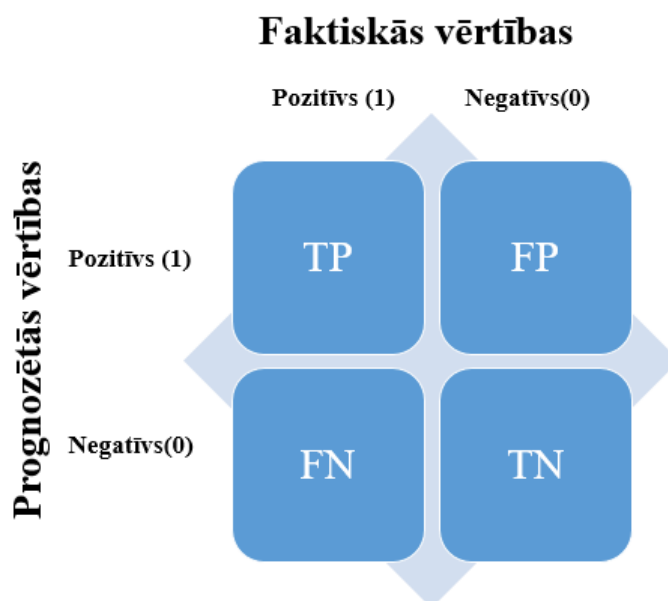 Faktiskās vērtības
Pozitīvs (1) Negatīvs(0)
Prognozētās vērtības
Pozitīvs (1)
TP FP
Negatīvs(0)
FN TN